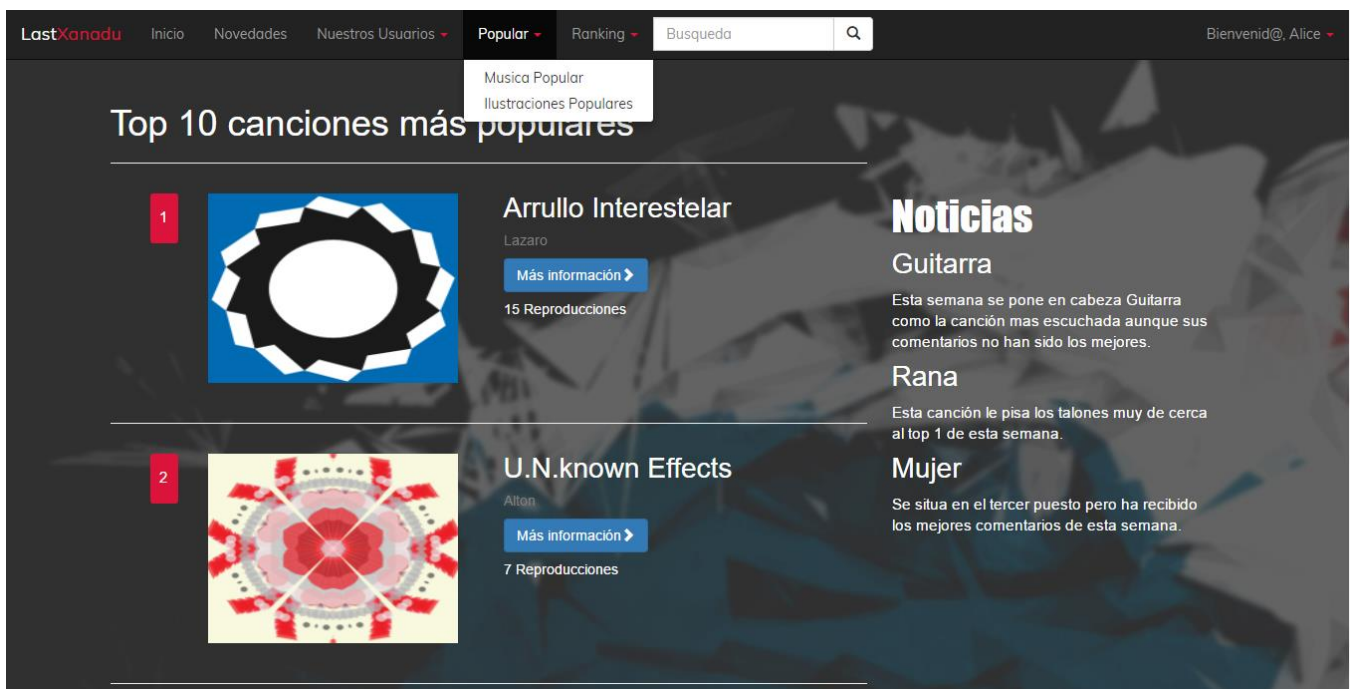 LastXanadu Inicio Novedades Nuestros Usuarios Popular Ranking Busqueda Bienvenid@, Alice
Musica Popular
Ilustraciones Populares
Top 10 canciones más populares
1
Arrullo Interestelar
Lazaro
Más información
15 Reproducciones
2
U.N.known Effects
Alton
Más información
7 Reproducciones
Noticias
Guitarra
Esta semana se pone en cabeza Guitarra
como la canción mas escuchada aunque sus
comentarios no han sido los mejores.
Rana
Esta canción le pisa los talones muy de cerca
al top 1 de esta semana.
Mujer
Se situa en el tercer puesto pero ha recibido
los mejores comentarios de esta semana.